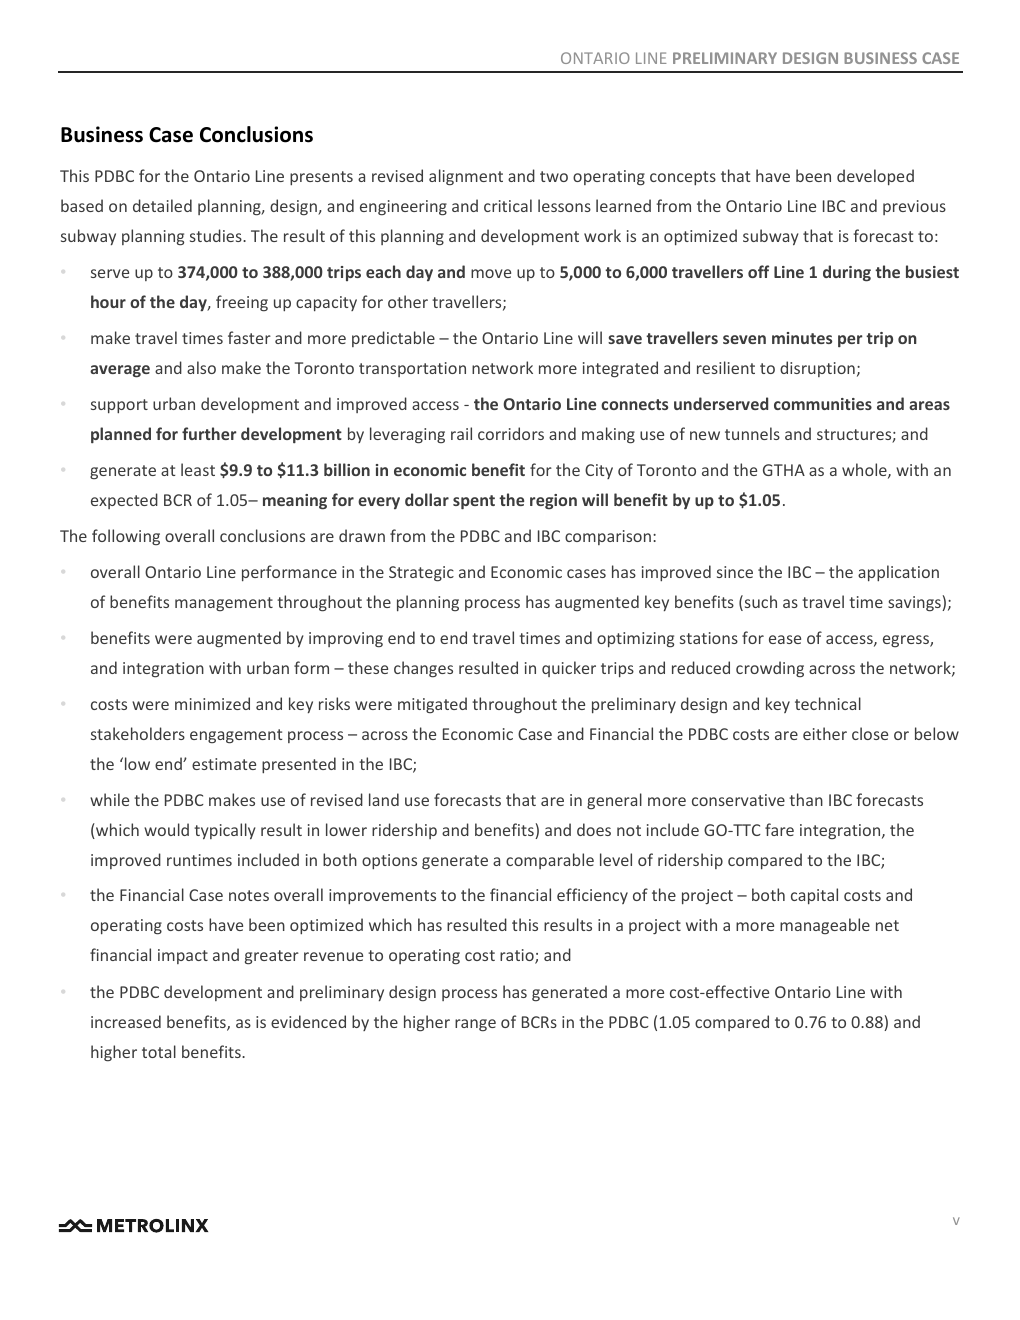 ONTARIO LINE PRELIMINARY DESIGN BUSINESS CASE
Business Case Conclusions
This PDBC for the Ontario Line presents a revised alignment and two operating concepts that have been developed
based on detailed planning, design, and engineering and critical lessons learned from the Ontario Line IBC and previous
subway planning studies. The result of this planning and development work is an optimized subway that is forecast to:
• serve up to 374,000 to 388,000 trips each day and move up to 5,000 to 6,000 travellers off Line 1 during the busiest
hour of the day, freeing up capacity for other travellers;
• make travel times faster and more predictable – the Ontario Line will save travellers seven minutes per trip on
average and also make the Toronto transportation network more integrated and resilient to disruption;
• support urban development and improved access - the Ontario Line connects underserved communities and areas
planned for further development by leveraging rail corridors and making use of new tunnels and structures; and
• generate at least $9.9 to $11.3 billion in economic benefit for the City of Toronto and the GTHA as a whole, with an
expected BCR of 1.05– meaning for every dollar spent the region will benefit by up to $1.05.
The following overall conclusions are drawn from the PDBC and IBC comparison:
• overall Ontario Line performance in the Strategic and Economic cases has improved since the IBC – the application
of benefits management throughout the planning process has augmented key benefits (such as travel time savings);
• benefits were augmented by improving end to end travel times and optimizing stations for ease of access, egress,
and integration with urban form – these changes resulted in quicker trips and reduced crowding across the network;
• costs were minimized and key risks were mitigated throughout the preliminary design and key technical
stakeholders engagement process – across the Economic Case and Financial the PDBC costs are either close or below
the ‘low end’ estimate presented in the IBC;
• while the PDBC makes use of revised land use forecasts that are in general more conservative than IBC forecasts
(which would typically result in lower ridership and benefits) and does not include GO-TTC fare integration, the
improved runtimes included in both options generate a comparable level of ridership compared to the IBC;
• the Financial Case notes overall improvements to the financial efficiency of the project – both capital costs and
operating costs have been optimized which has resulted this results in a project with a more manageable net
financial impact and greater revenue to operating cost ratio; and
• the PDBC development and preliminary design process has generated a more cost-effective Ontario Line with
increased benefits, as is evidenced by the higher range of BCRs in the PDBC (1.05 compared to 0.76 to 0.88) and
higher total benefits.
METROLINX
v